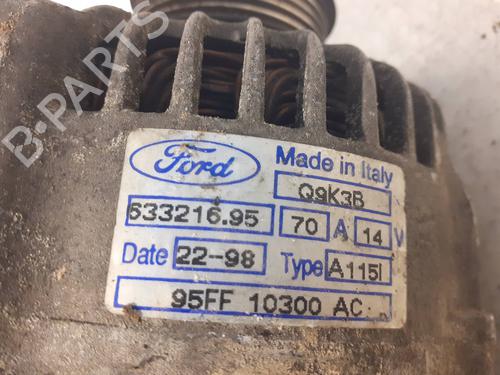 B-PARTS
Ford
Made in Italy
Q9K3B
633216.95 70 A 14 V
Date 22-98 Type A115I
95FF 10300 AC